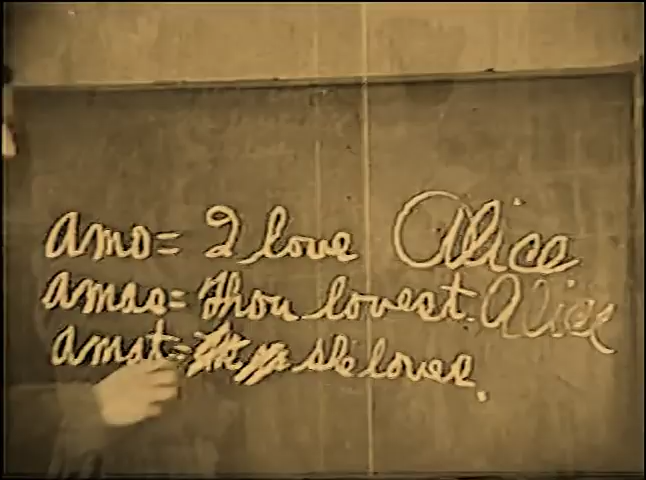 amo = I love Alice
amas = Thou lovest. Alice
amat = she loves.